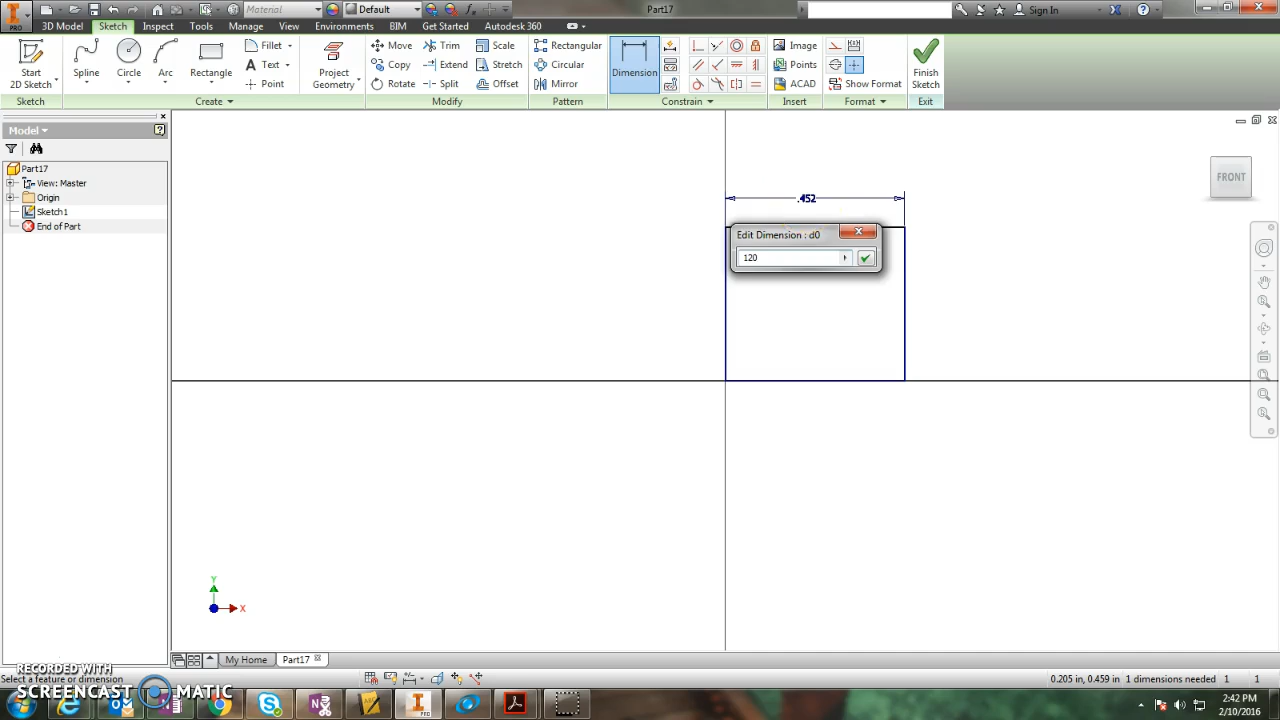 PRO
Material
Default
Part17
Sign In
3D Model Sketch Inspect Tools Manage View Environments BIM Get Started Autodesk 360
Start 2D Sketch Spline Circle Arc Rectangle Fillet Text Point Project Geometry Move Copy Rotate Trim Extend Split Scale Stretch Offset Rectangular Circular Mirror Dimension Image Points ACAD Show Format Finish Sketch
Sketch Create Modify Pattern Constrain Insert Format Exit
Model
Part17
View: Master
Origin
Sketch1
End of Part
.452
Edit Dimension : d0
120
FRONT
Y
X
My Home Part17
RECORDED WITH
SCREENCAST MATIC
Select a feature or dimension
0.205 in, 0.459 in 1 dimensions needed 1 1
2:42 PM
2/10/2016